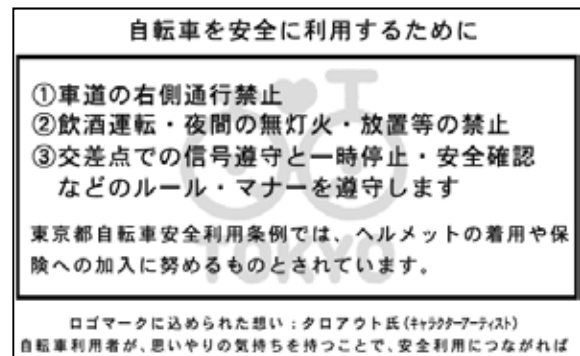 自転車を安全に利用するために
①車道の右側通行禁止
②飲酒運転・夜間の無灯火・放置等の禁止
③交差点での信号遵守と一時停止・安全確認
などのルール・マナーを遵守します
東京都自転車安全利用条例では、ヘルメットの着用や保
険への加入に努めるものとされています。
TOKYO
ロゴマークに込められた想い：タロアウト氏(キャラクターアーティスト)
自転車利用者が、思いやりの気持ちを持つことで、安全利用につながれば